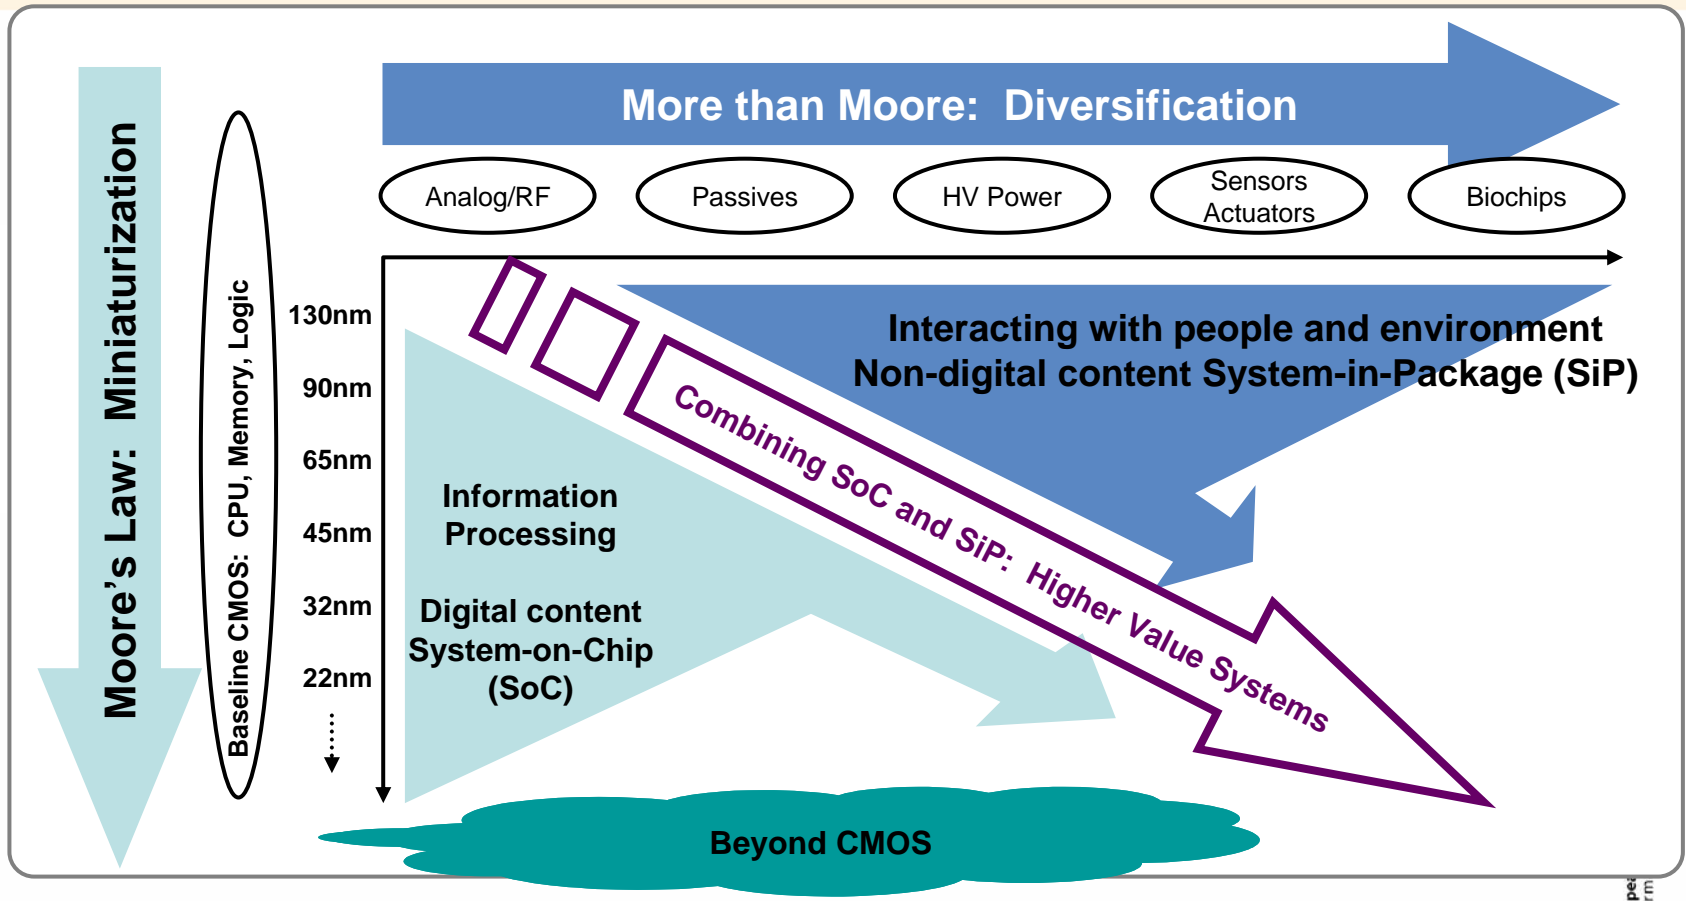 More than Moore:  Diversification
Analog/RF
Passives
HV Power
Sensors
Actuators
Biochips
Moore's Law:  Miniaturization
Baseline CMOS:  CPU, Memory, Logic
130nm
90nm
65nm
45nm
32nm
22nm
Interacting with people and environment
Non-digital content System-in-Package (SiP)
Combining SoC and SiP:  Higher Value Systems
Information
Processing
Digital content
System-on-Chip
(SoC)
Beyond CMOS